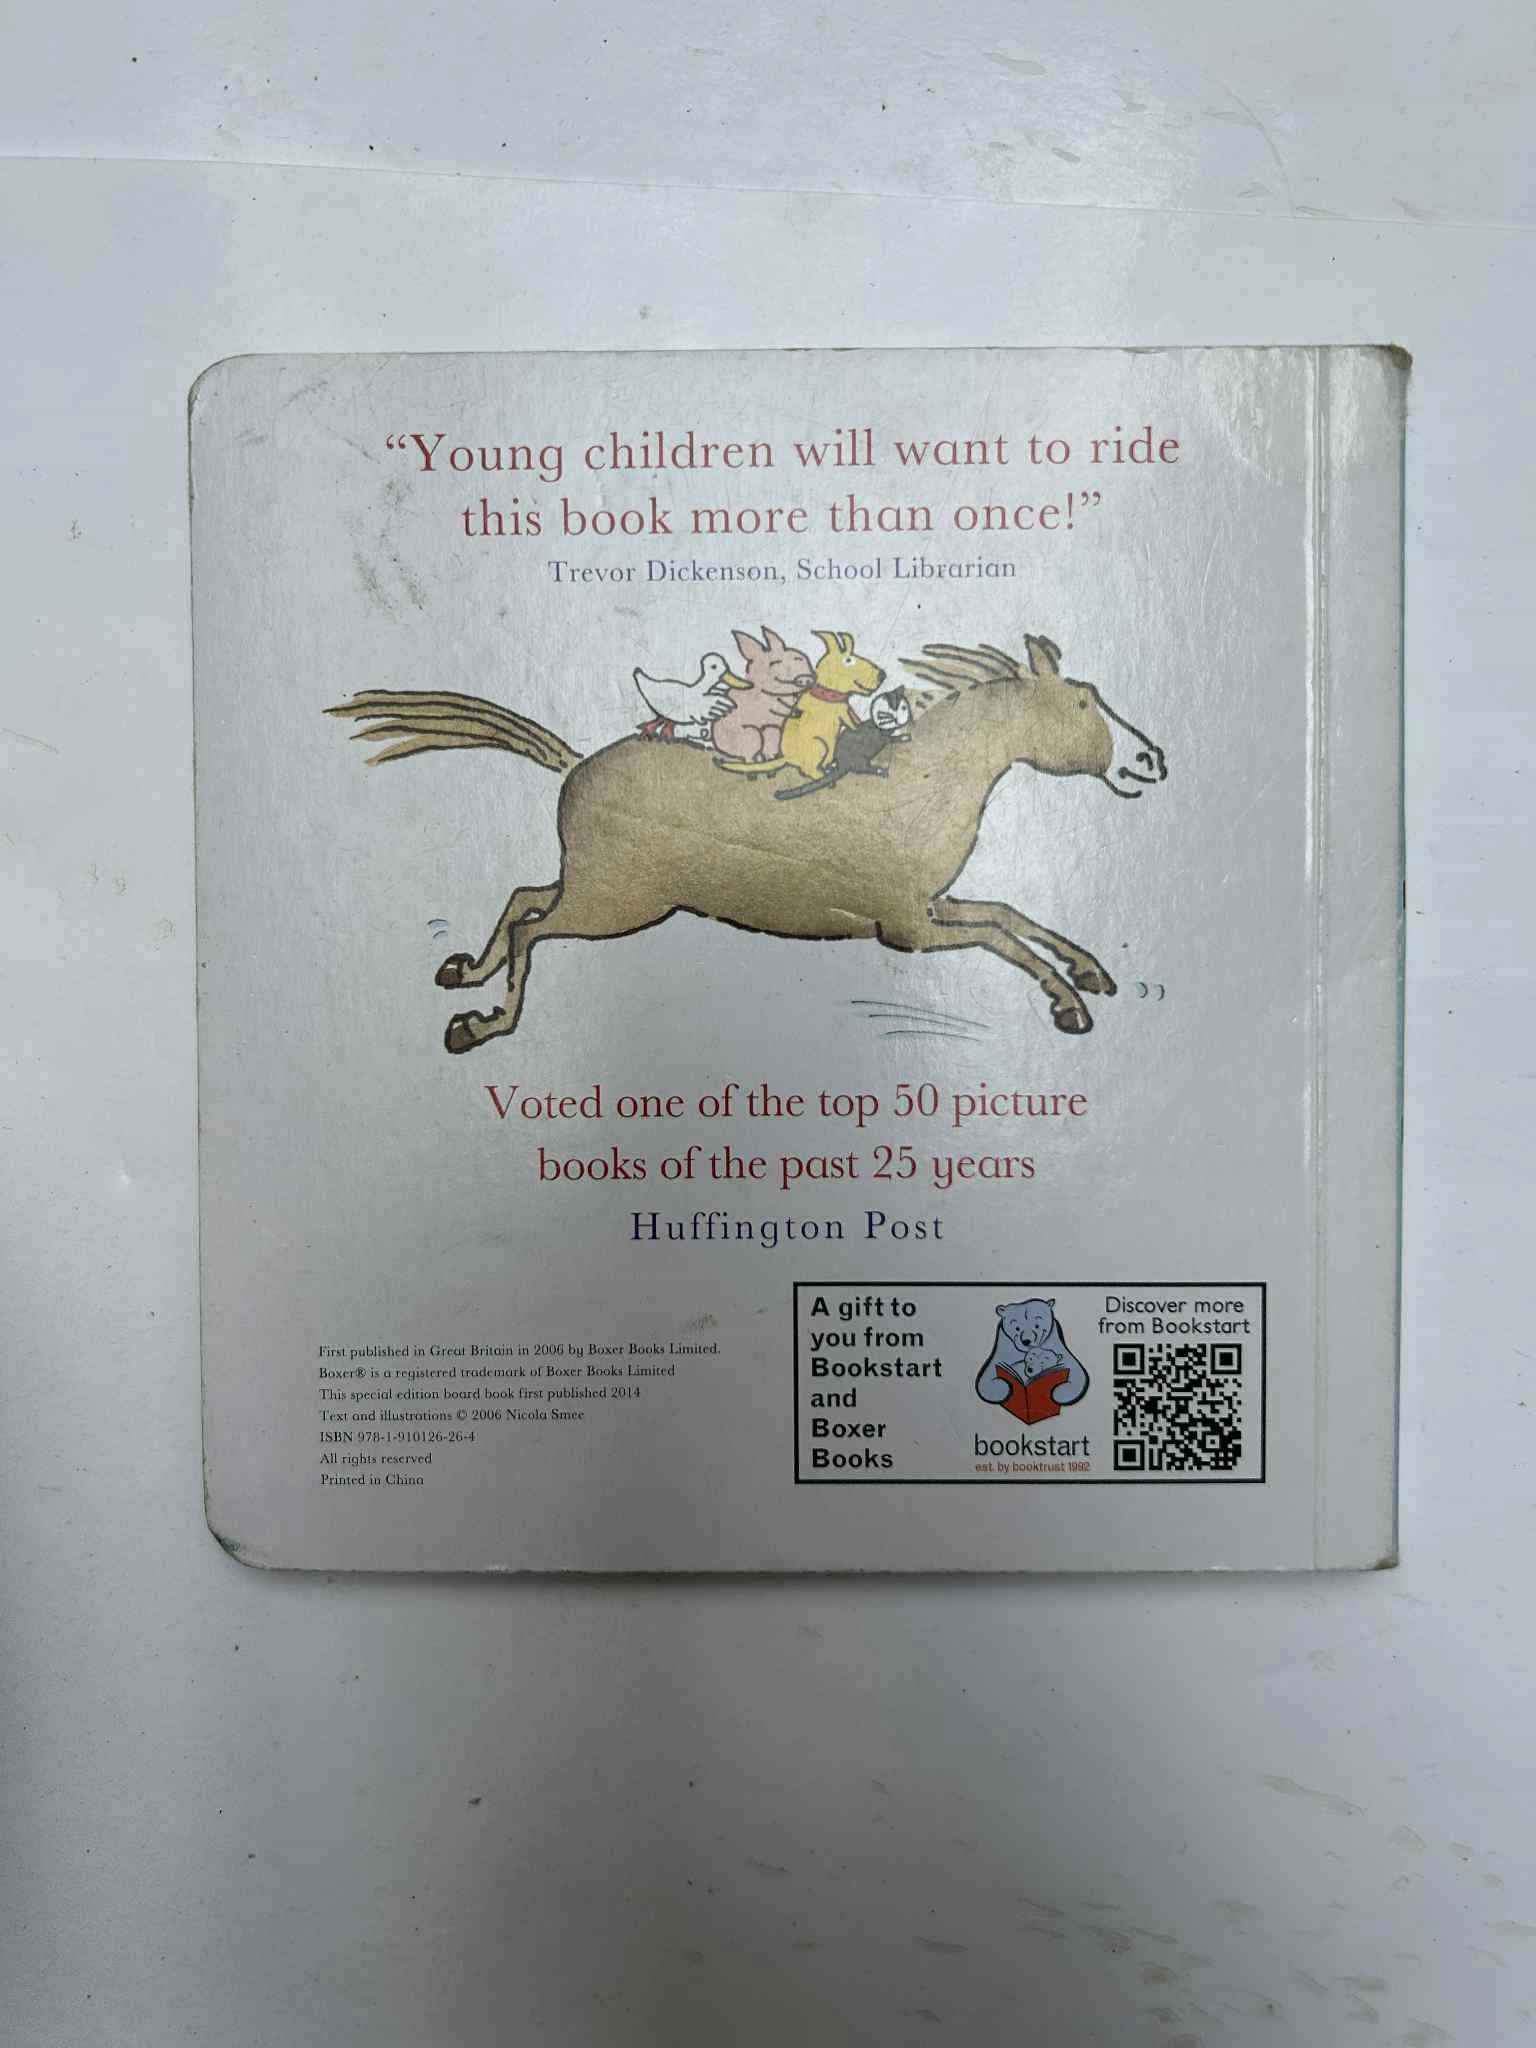 “Young children will want to ride
this book more than once!”
Trevor Dickenson, School Librarian
Voted one of the top 50 picture
books of the past 25 years
Huffington Post
First published in Great Britain in 2006 by Boxer Books Limited.
Boxer® is a registered trademark of Boxer Books Limited
This special edition board book first published 2014
Text and illustrations © 2006 Nicola Smee
ISBN 978-1-910126-26-4
All rights reserved
Printed in China
A gift to
you from
Bookstart
and
Boxer
Books
bookstart
est. by booktrust 1992
Discover more
from Bookstart